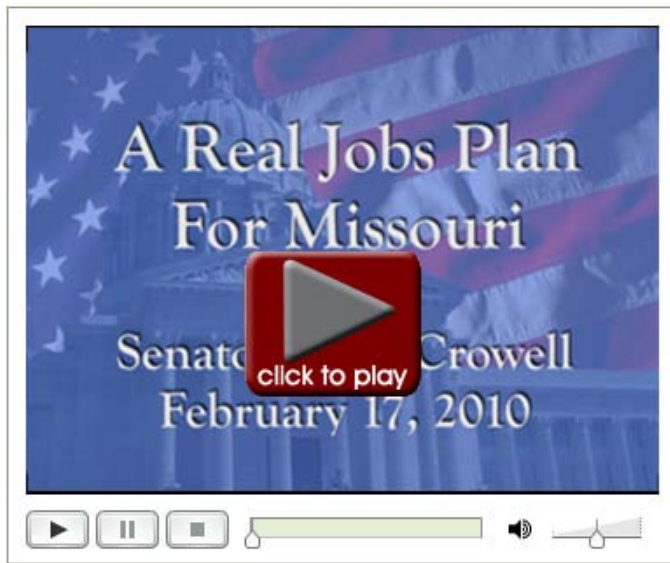 A Real Jobs Plan
For Missouri
Crowell
click to play
February 17, 2010